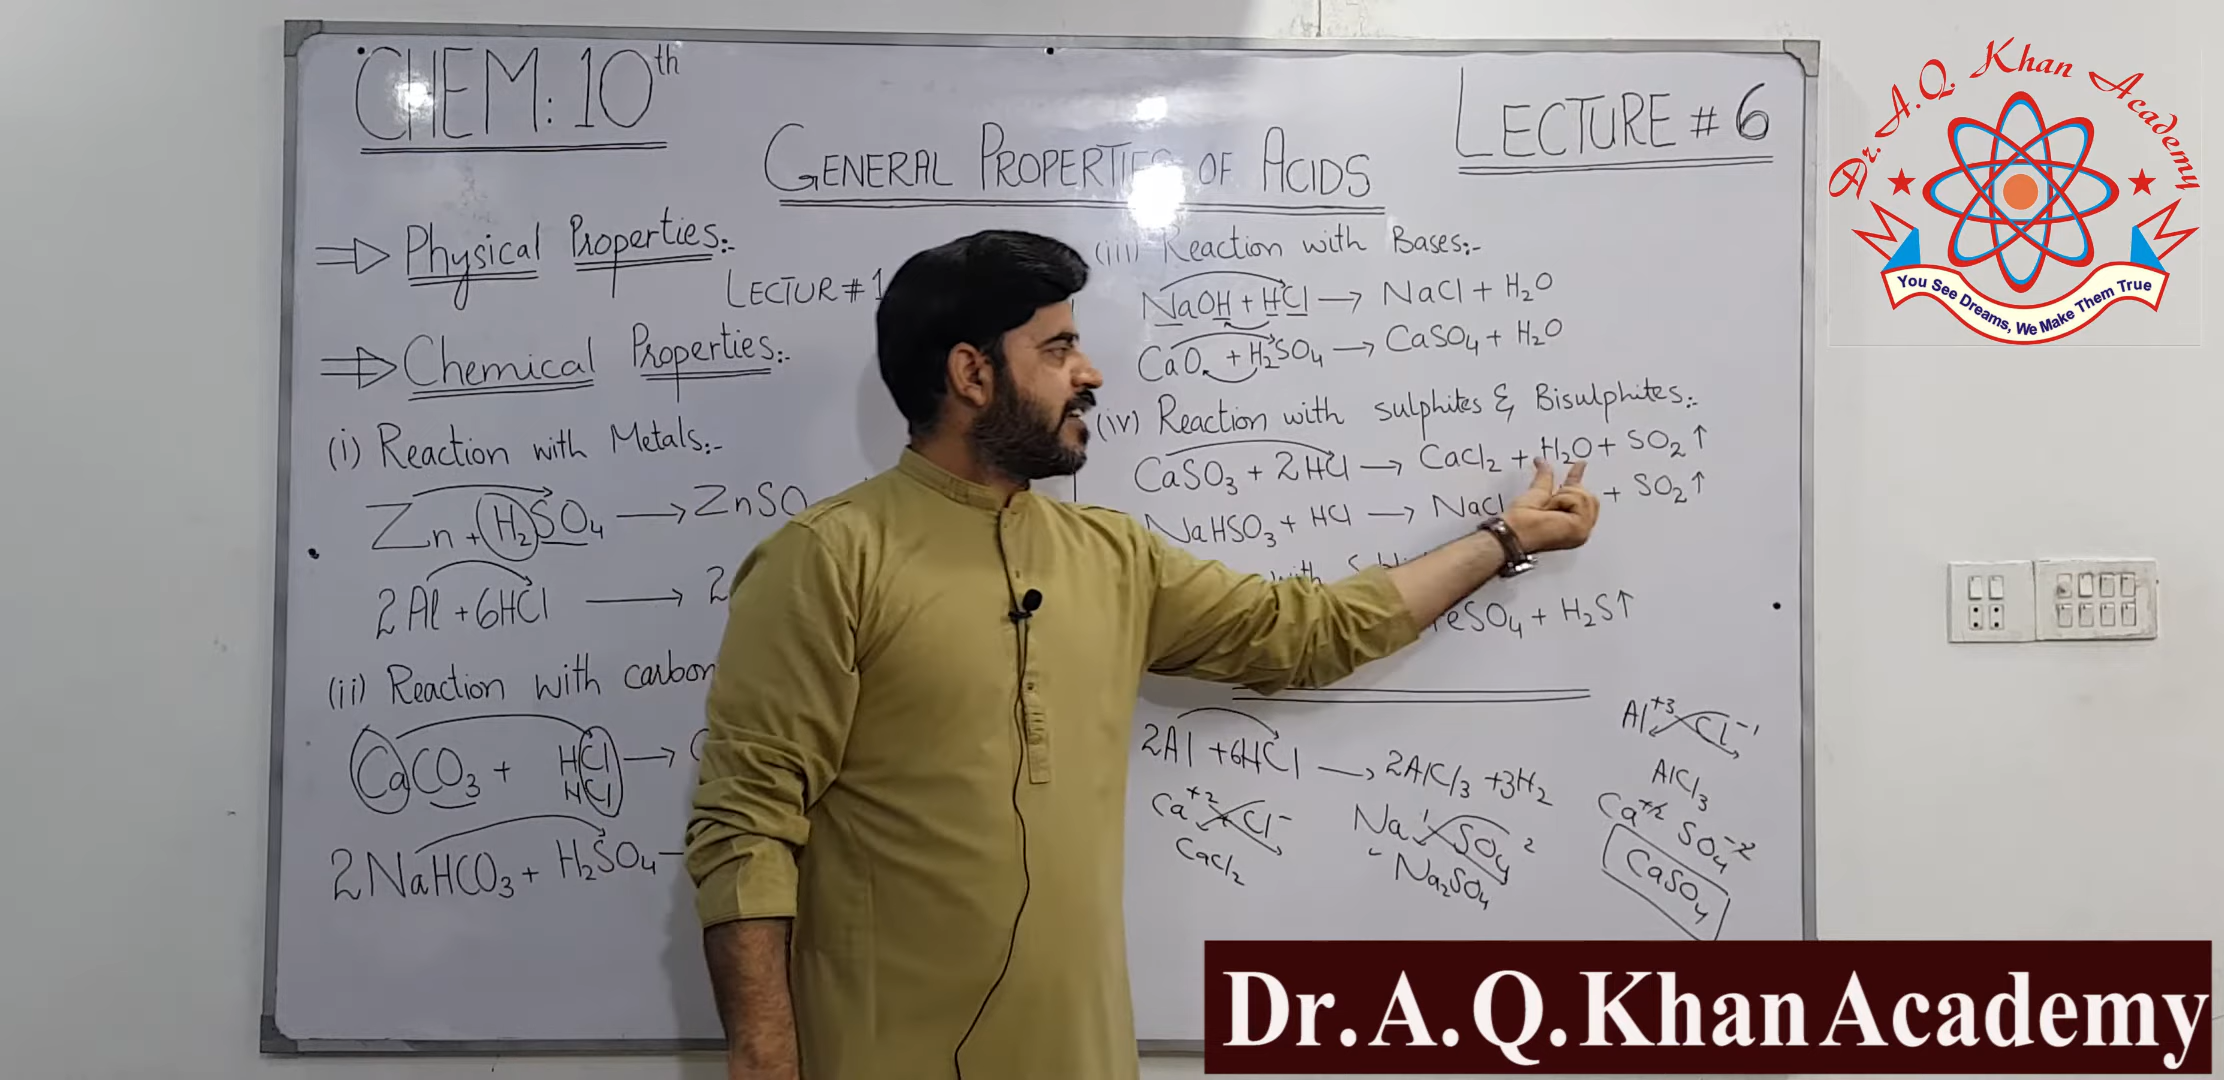 CHEM: 10th
LECTURE # 6
GENERAL PROPERTIES OF ACIDS
⇒ Physical Properties:-
LECTUR # 1
⇒ Chemical Properties:-
(i) Reaction with Metals:-
Zn + H₂SO₄ → ZnSO
2Al + 6HCl → 2
(ii) Reaction with carbon
CaCO₃ + HCl →
HCl
2NaHCO₃ + H₂SO₄ →
(iii) Reaction with Bases:-
NaOH + HCl → NaCl + H₂O
CaO + H₂SO₄ → CaSO₄ + H₂O
(iv) Reaction with sulphites & Bisulphites:-
CaSO₃ + 2HCl → CaCl₂ + H₂O + SO₂↑
NaHSO₃ + HCl → NaCl + SO₂↑
with
eSO₄ + H₂S↑
2Al + 6HCl → 2AlCl₃ + 3H₂
Ca⁺² Cl⁻
CaCl₂
Na¹ SO₄ ²
Na₂SO₄
Al⁺³ Cl⁻¹
AlCl₃
Ca⁺² SO₄⁻²
CaSO₄
Dr. A.Q. Khan Academy
You See Dreams, We Make Them True
Dr. A. Q. Khan Academy